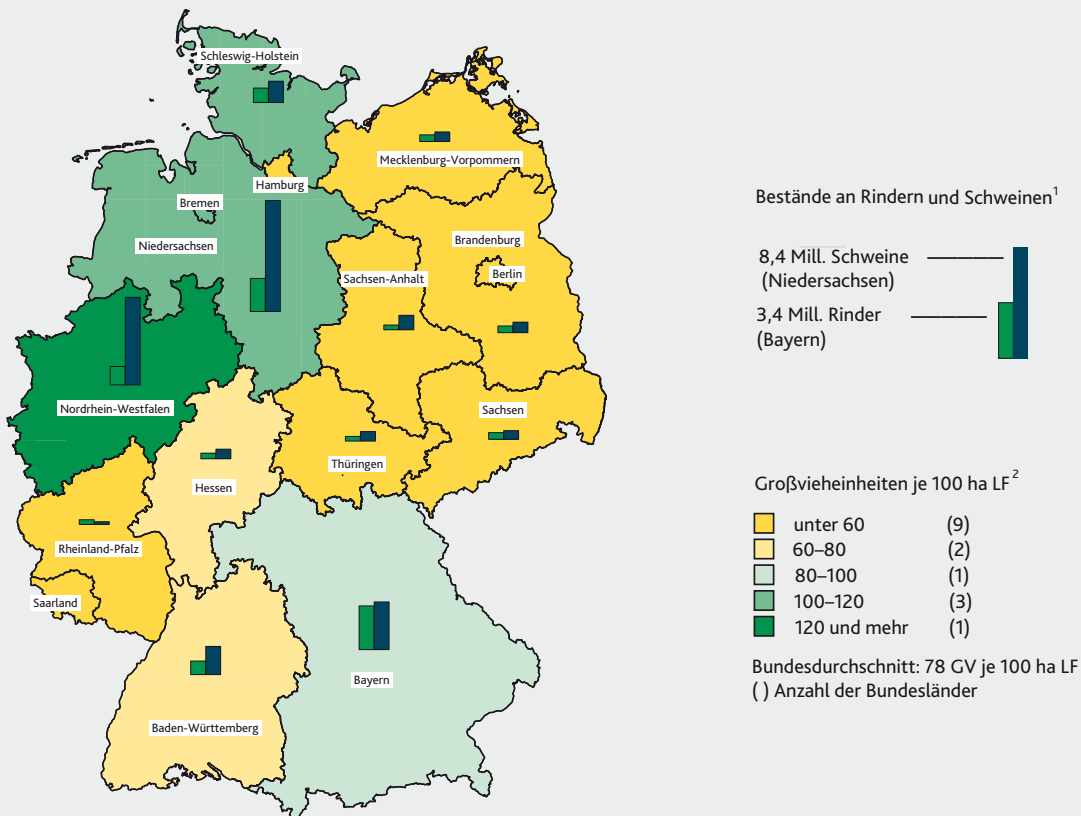 Schleswig-Holstein
Mecklenburg-Vorpommern
Hamburg
Bremen
Niedersachsen
Brandenburg
Berlin
Sachsen-Anhalt
Nordrhein-Westfalen
Sachsen
Thüringen
Hessen
Rheinland-Pfalz
Saarland
Bayern
Baden-Württemberg
Bestände an Rindern und Schweinen¹
8,4 Mill. Schweine
(Niedersachsen)
3,4 Mill. Rinder
(Bayern)
Großvieheinheiten je 100 ha LF²
unter 60 (9)
60–80 (2)
80–100 (1)
100–120 (3)
120 und mehr (1)
Bundesdurchschnitt: 78 GV je 100 ha LF
( ) Anzahl der Bundesländer